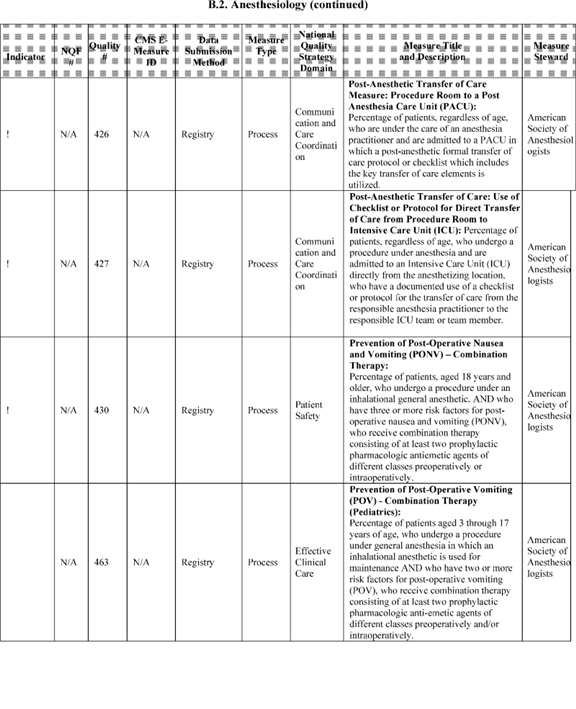 B.2. Anesthesiology (continued)
Indicator
NQF
#
Quality
#
CMS E-
Measure
ID
Data
Submission
Method
Measure
Type
National
Quality
Strategy
Domain
Measure Title
and Description
Measure
Steward
!
N/A
426
N/A
Registry
Process
Communi
cation and
Care
Coordinati
on
Post-Anesthetic Transfer of Care
Measure: Procedure Room to a Post
Anesthesia Care Unit (PACU):
Percentage of patients, regardless of age,
who are under the care of an anesthesia
practitioner and are admitted to a PACU in
which a post-anesthetic formal transfer of
care protocol or checklist which includes
the key transfer of care elements is
utilized.
American
Society of
Anesthesiol
ogists
!
N/A
427
N/A
Registry
Process
Communi
cation and
Care
Coordinati
on
Post-Anesthetic Transfer of Care: Use of
Checklist or Protocol for Direct Transfer
of Care from Procedure Room to
Intensive Care Unit (ICU): Percentage of
patients, regardless of age, who undergo a
procedure under anesthesia and are
admitted to an Intensive Care Unit (ICU)
directly from the anesthetizing location,
who have a documented use of a checklist
or protocol for the transfer of care from the
responsible anesthesia practitioner to the
responsible ICU team or team member.
American
Society of
Anesthesio
logists
!
N/A
430
N/A
Registry
Process
Patient
Safety
Prevention of Post-Operative Nausea
and Vomiting (PONV) – Combination
Therapy:
Percentage of patients, aged 18 years and
older, who undergo a procedure under an
inhalational general anesthetic, AND who
have three or more risk factors for post-
operative nausea and vomiting (PONV),
who receive combination therapy
consisting of at least two prophylactic
pharmacologic antiemetic agents of
different classes preoperatively or
intraoperatively.
American
Society of
Anesthesio
logists
N/A
463
N/A
Registry
Process
Effective
Clinical
Care
Prevention of Post-Operative Vomiting
(POV) - Combination Therapy
(Pediatrics):
Percentage of patients aged 3 through 17
years of age, who undergo a procedure
under general anesthesia in which an
inhalational anesthetic is used for
maintenance AND who have two or more
risk factors for post-operative vomiting
(POV), who receive combination therapy
consisting of at least two prophylactic
pharmacologic anti-emetic agents of
different classes preoperatively and/or
intraoperatively.
American
Society of
Anesthesio
logists